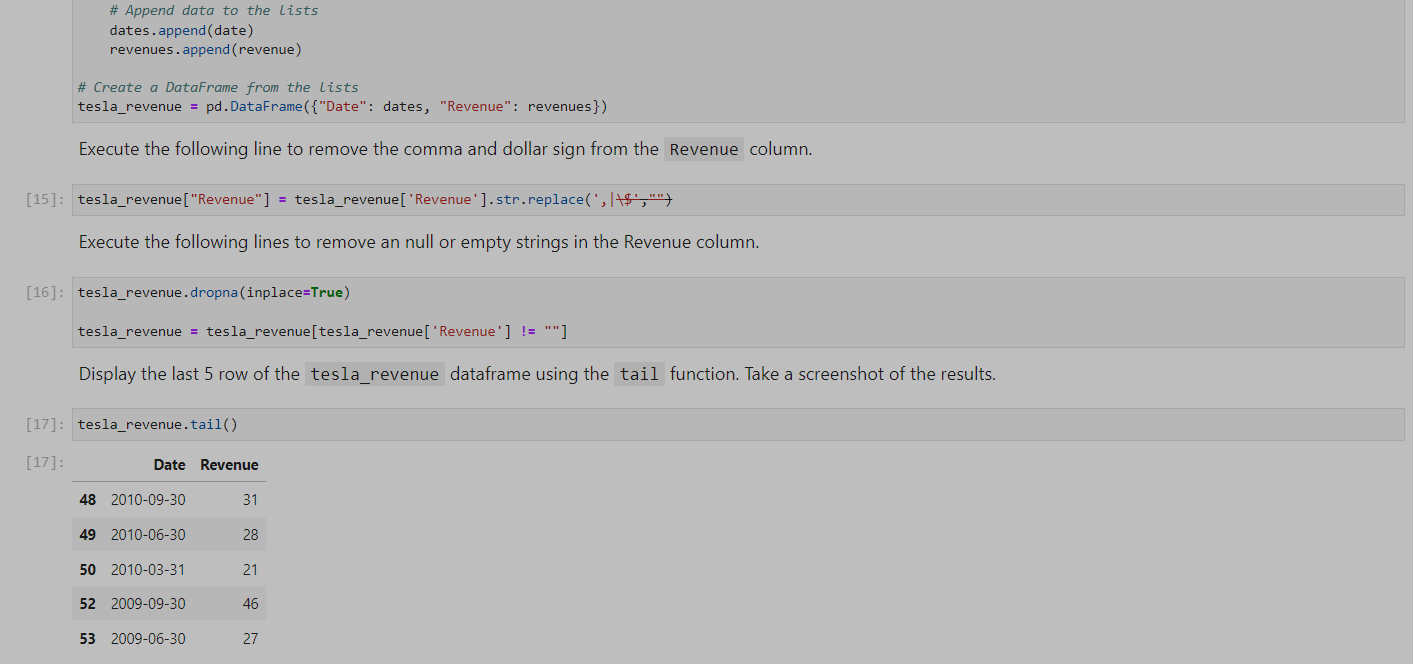 # Append data to the lists
dates.append(date)
revenues.append(revenue)
# Create a DataFrame from the lists
tesla_revenue = pd.DataFrame({"Date": dates, "Revenue": revenues})
Execute the following line to remove the comma and dollar sign from the Revenue column.
[15]: tesla_revenue["Revenue"] = tesla_revenue['Revenue'].str.replace(',|\$',"")
Execute the following lines to remove an null or empty strings in the Revenue column.
[16]: tesla_revenue.dropna(inplace=True)
tesla_revenue = tesla_revenue[tesla_revenue['Revenue'] != ""]
Display the last 5 row of the tesla_revenue dataframe using the tail function. Take a screenshot of the results.
[17]: tesla_revenue.tail()
[17]: Date Revenue
48 2010-09-30 31
49 2010-06-30 28
50 2010-03-31 21
52 2009-09-30 46
53 2009-06-30 27